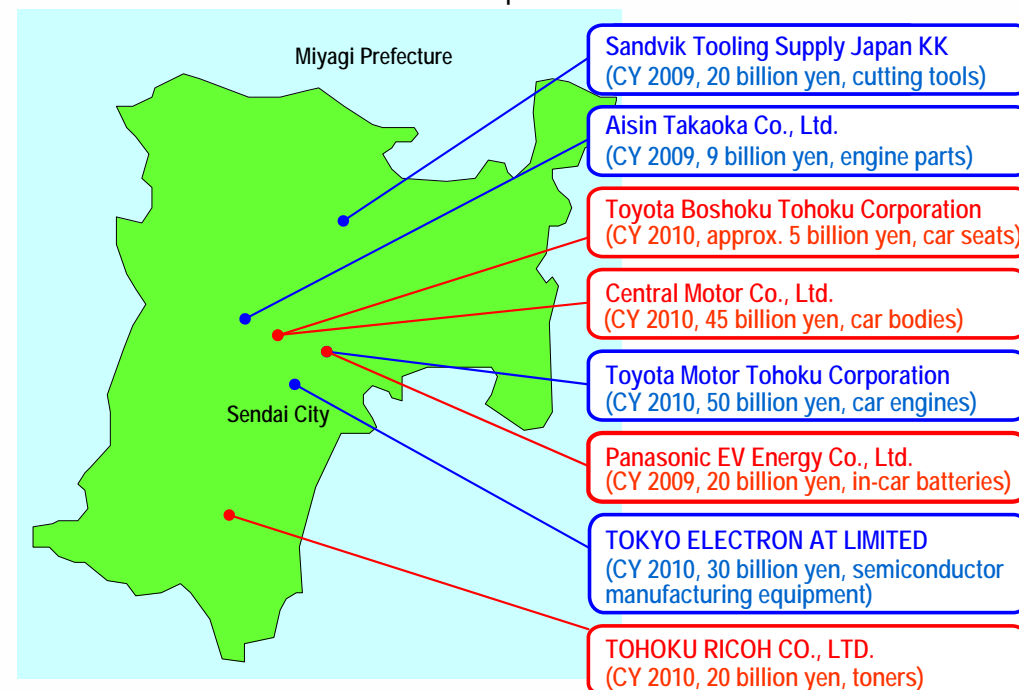 Miyagi Prefecture
Sendai City
Sandvik Tooling Supply Japan KK
(CY 2009, 20 billion yen, cutting tools)
Aisin Takaoka Co., Ltd.
(CY 2009, 9 billion yen, engine parts)
Toyota Boshoku Tohoku Corporation
(CY 2010, approx. 5 billion yen, car seats)
Central Motor Co., Ltd.
(CY 2010, 45 billion yen, car bodies)
Toyota Motor Tohoku Corporation
(CY 2010, 50 billion yen, car engines)
Panasonic EV Energy Co., Ltd.
(CY 2009, 20 billion yen, in-car batteries)
TOKYO ELECTRON AT LIMITED
(CY 2010, 30 billion yen, semiconductor
manufacturing equipment)
TOHOKU RICOH CO., LTD.
(CY 2010, 20 billion yen, toners)